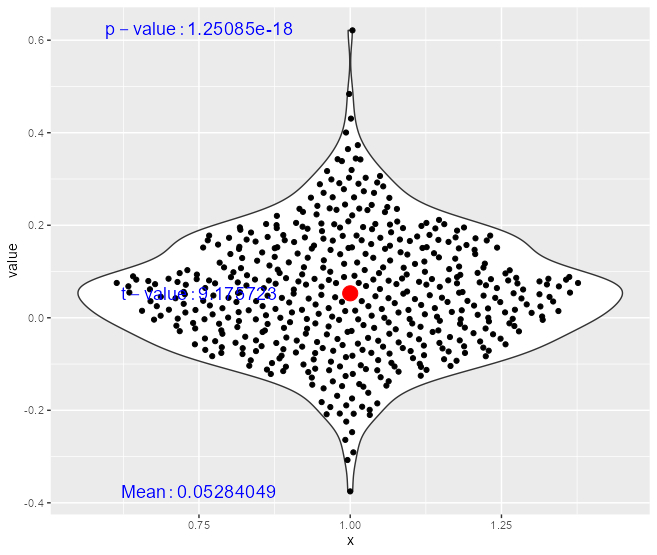 p – value : 1.25085e-18
0.6
0.4
0.2
t – value : 9.175723
0.0
-0.2
Mean : 0.05284049
-0.4
value
0.75 1.00 1.25
x